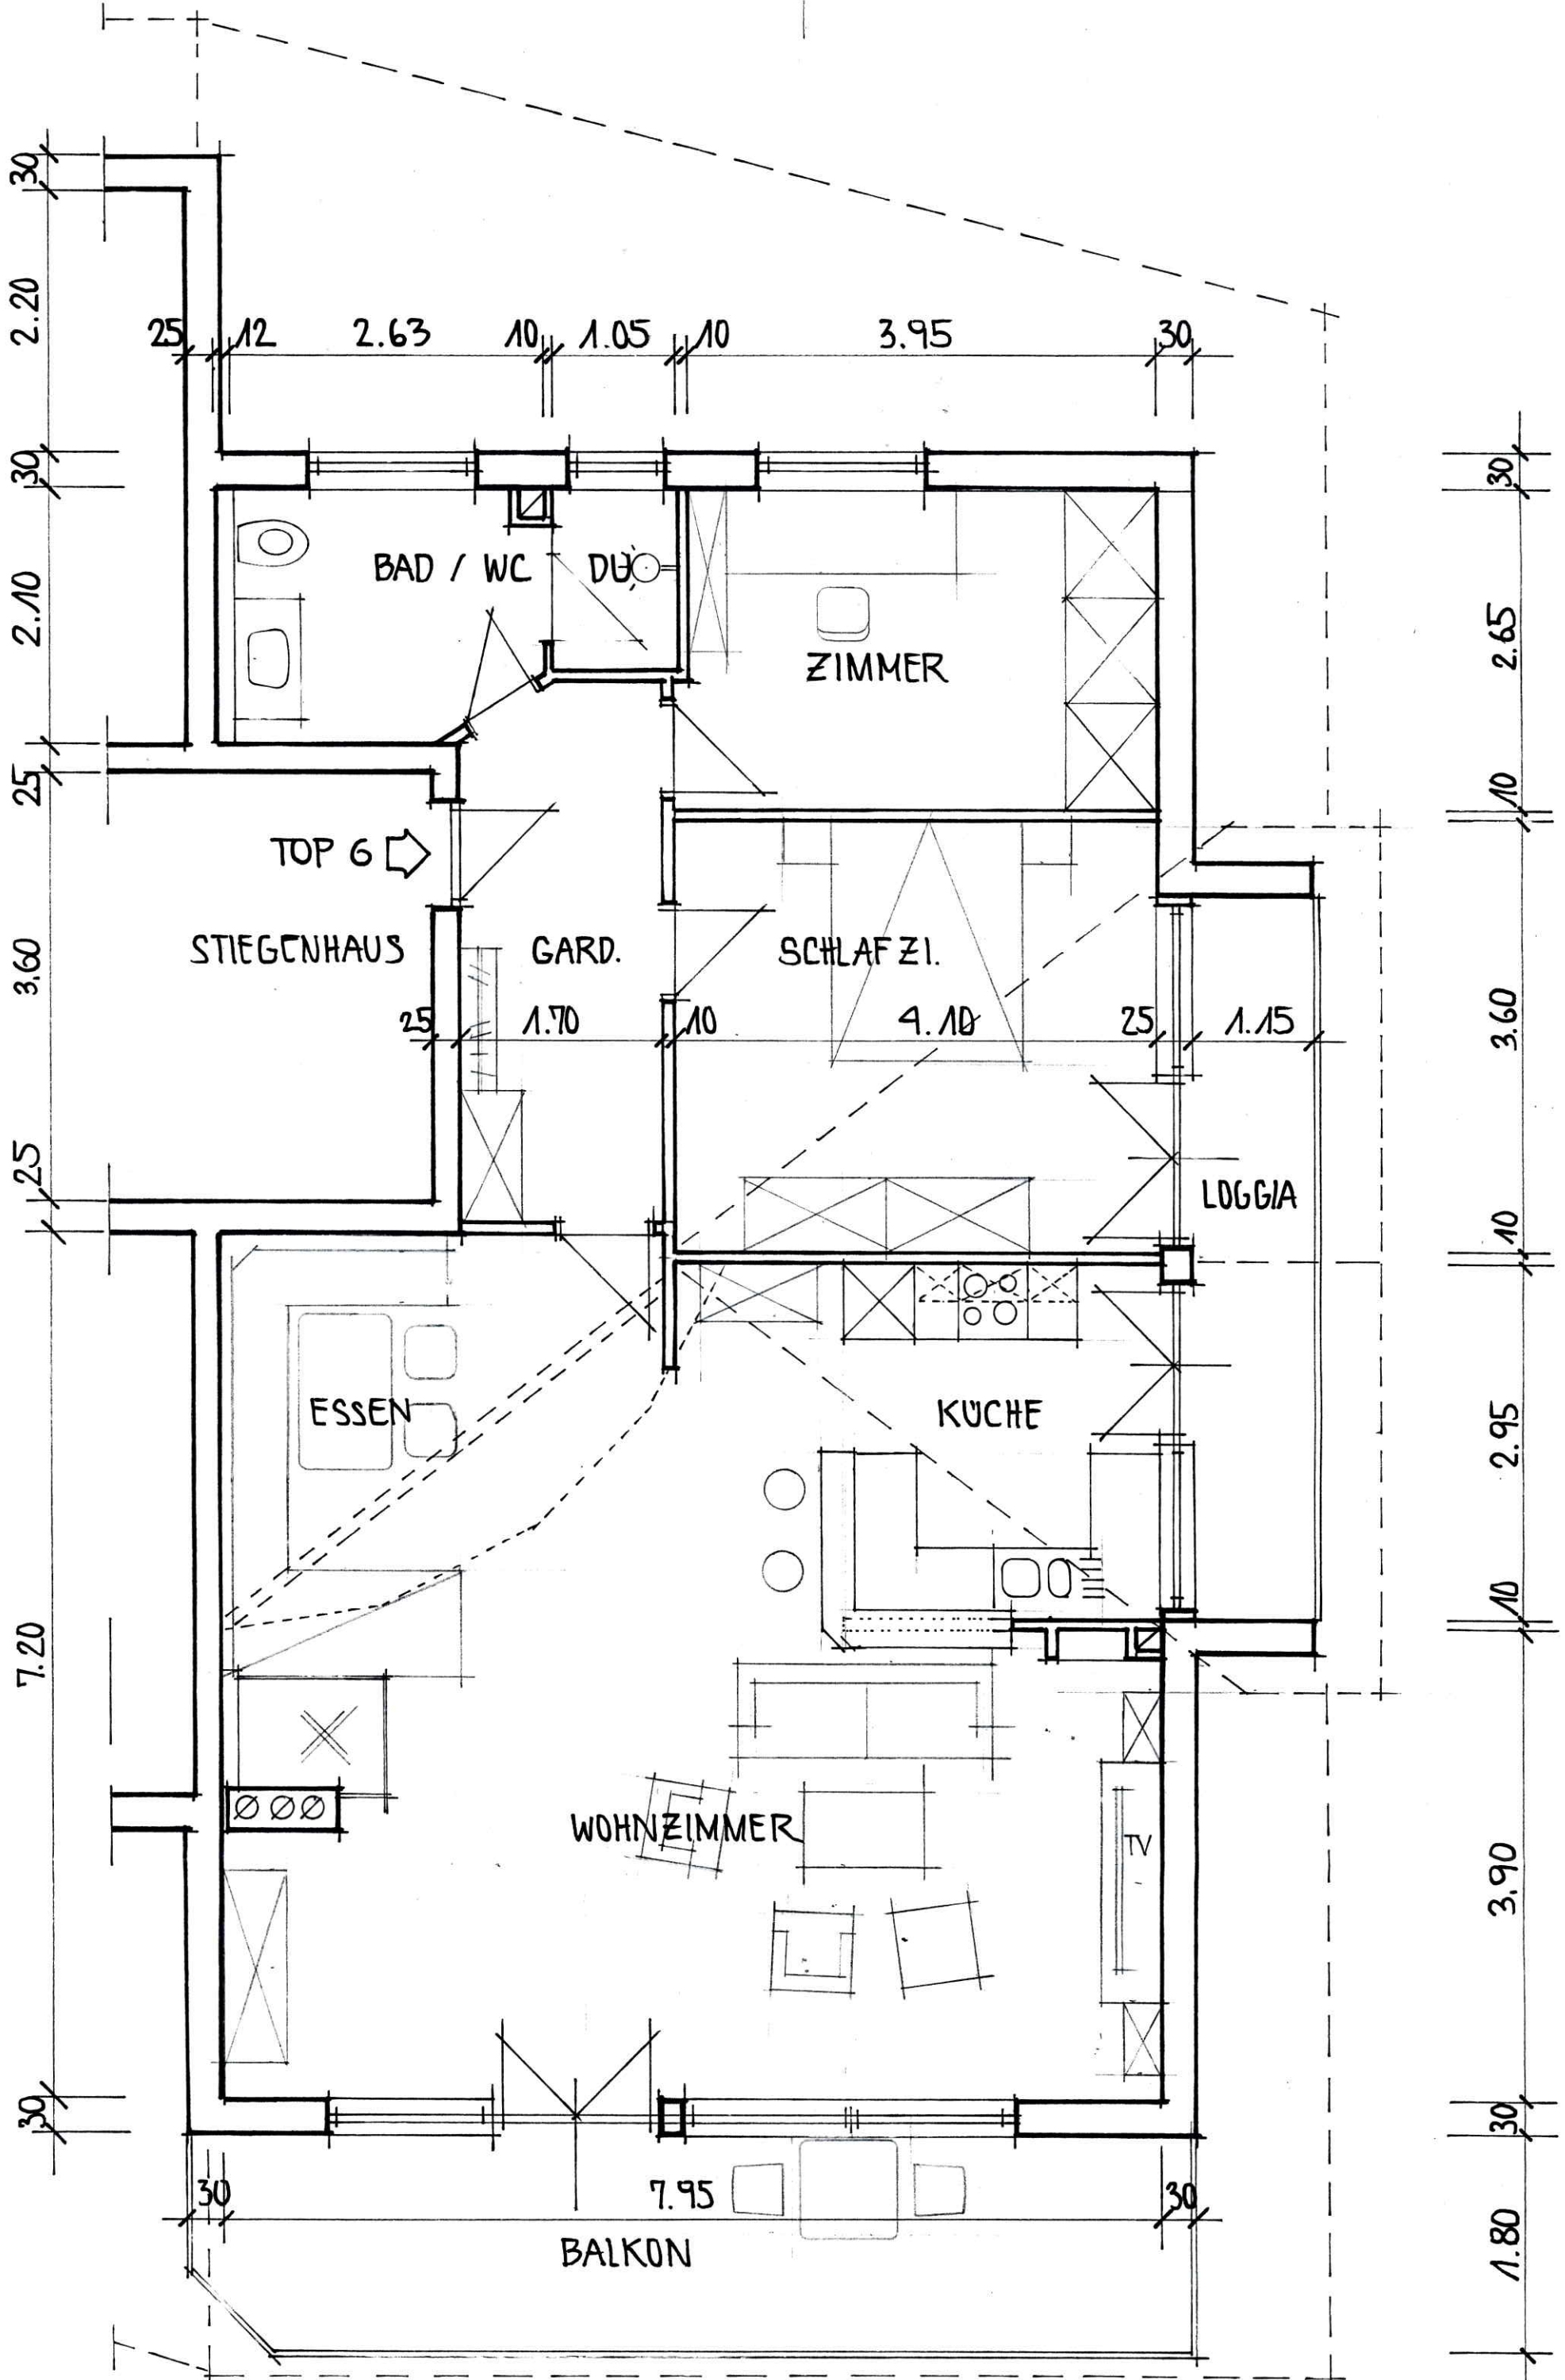 30
2.20
25 12 2.63 10 1.05 10 3.95 30
30
30
BAD / WC
DU
2.10
2.65
ZIMMER
25
10
TOP 6
STIEGENHAUS
GARD.
SCHLAFZI.
3.60
25 1.70 10 4.10 25 1.15
3.60
25
LOGGIA
10
ESSEN
KÜCHE
2.95
10
7.20
WOHNZIMMER
TV
3.90
30
30
30 7.95 30
BALKON
1.80